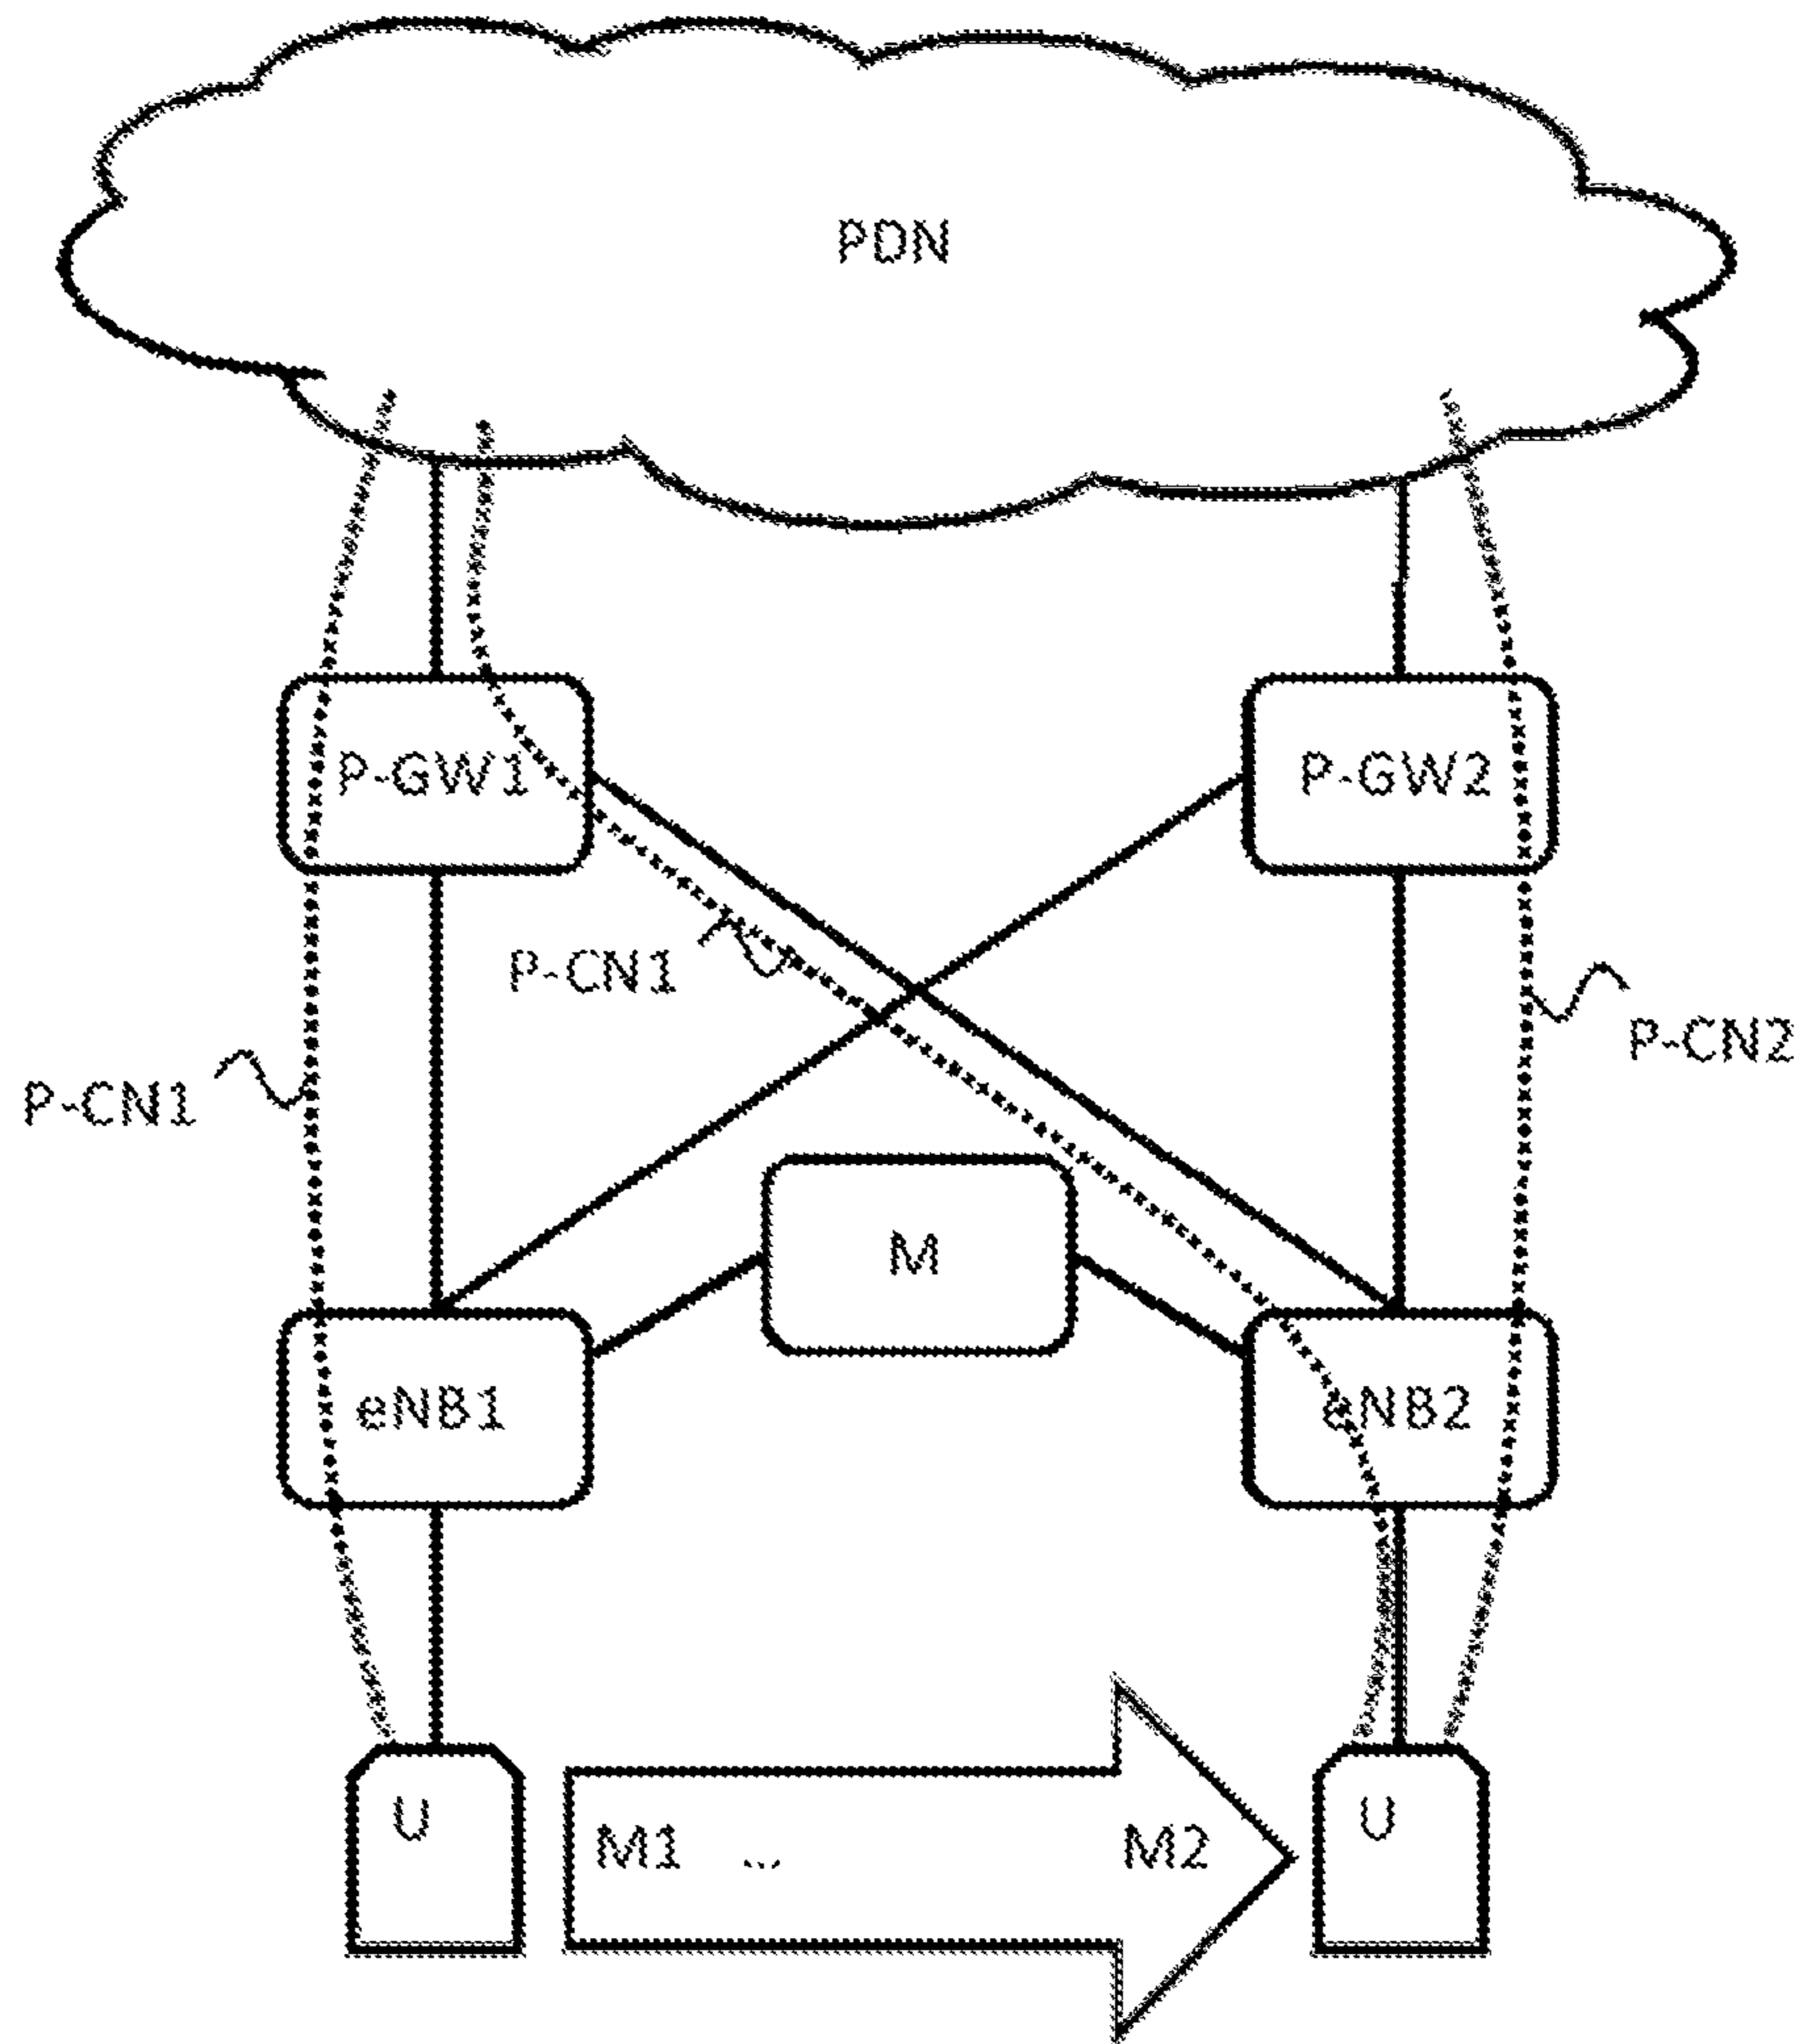 PDN
P-GW1
P-GW2
P-CN1
P-CN2
P-CN1
M
eNB1
eNB2
U
M1 ... M2
U